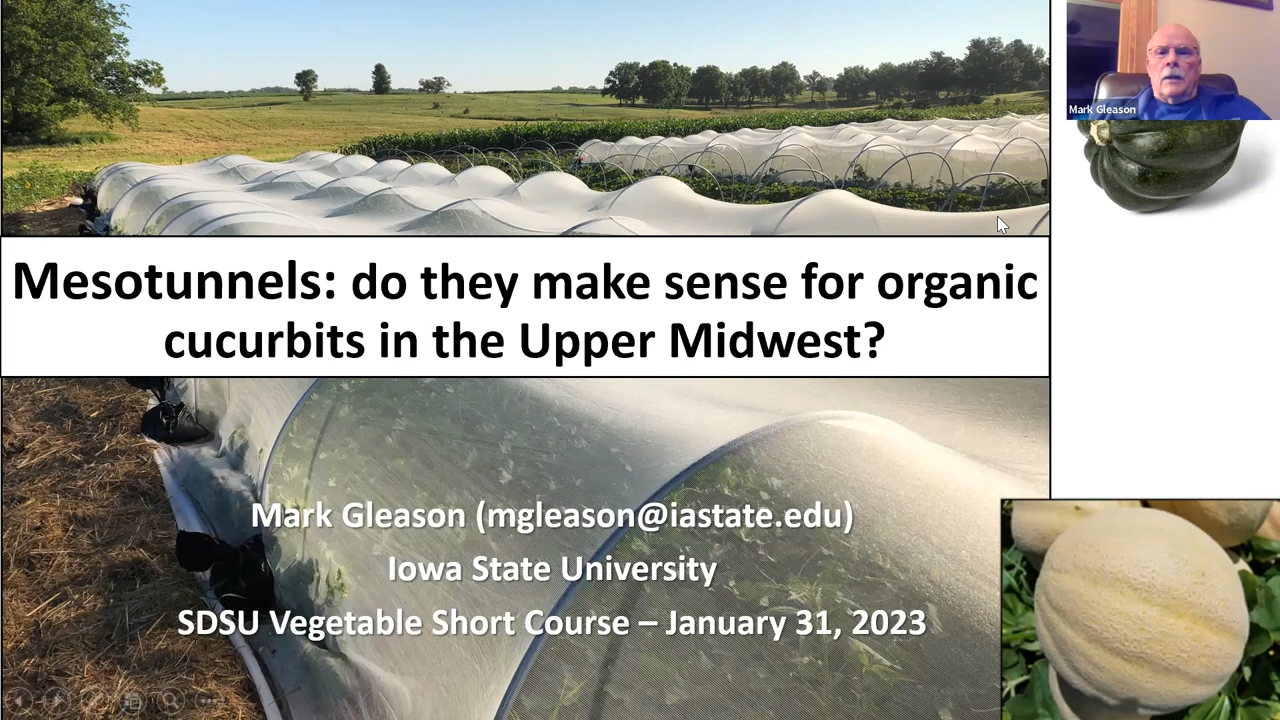 Mark Gleason
Mesotunnels: do they make sense for organic
cucurbits in the Upper Midwest?
Mark Gleason (mgleason@iastate.edu)
Iowa State University
SDSU Vegetable Short Course – January 31, 2023